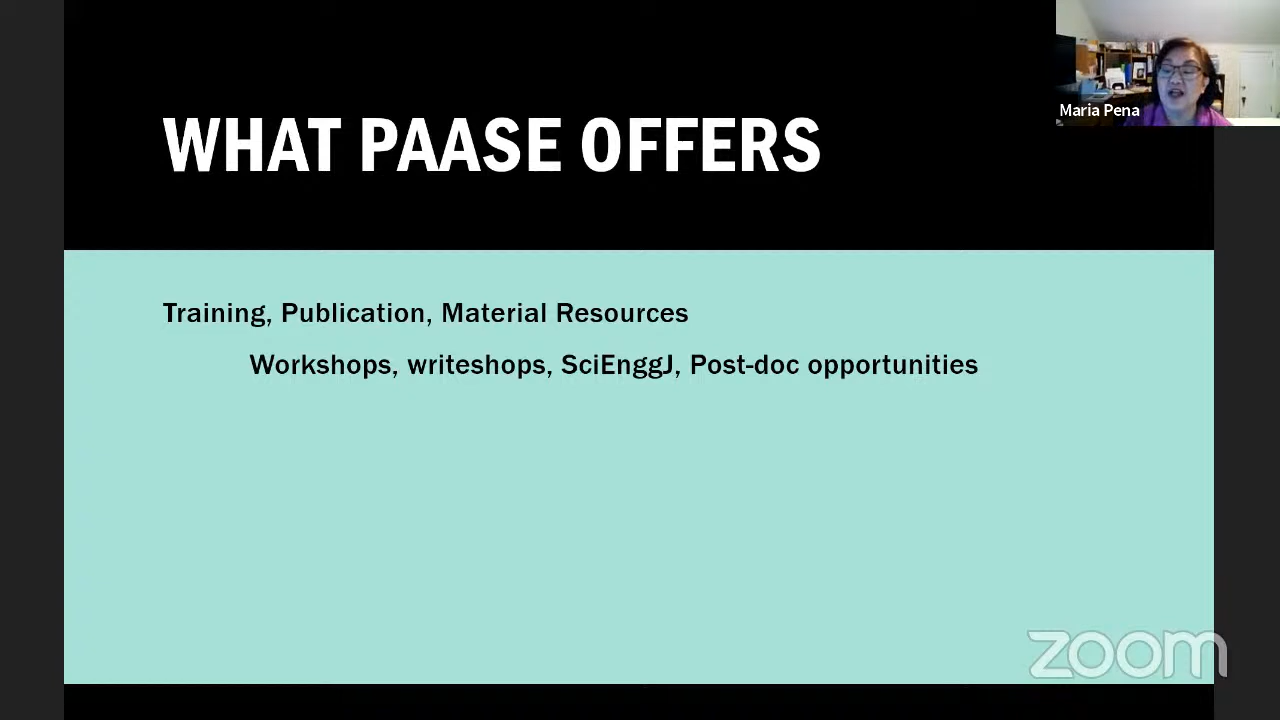 Maria Pena
WHAT PAASE OFFERS
Training, Publication, Material Resources
Workshops, writeshops, SciEnggJ, Post-doc opportunities
zoom